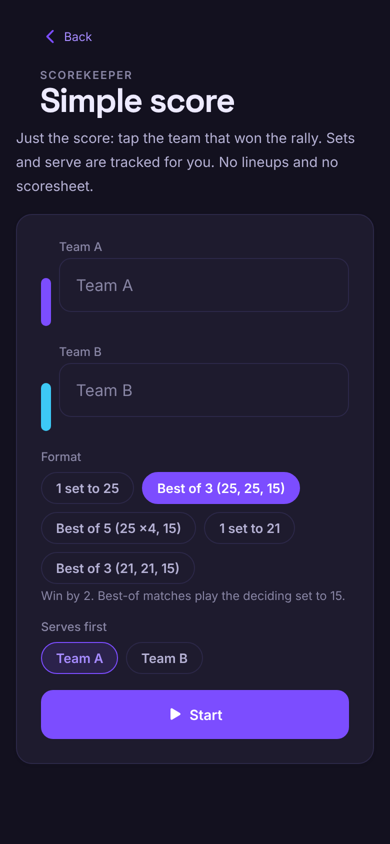 Back
SCOREKEEPER
Simple score
Just the score: tap the team that won the rally. Sets
and serve are tracked for you. No lineups and no
scoresheet.
Team A
Team A
Team B
Team B
Format
1 set to 25
Best of 3 (25, 25, 15)
Best of 5 (25 ×4, 15)
1 set to 21
Best of 3 (21, 21, 15)
Win by 2. Best-of matches play the deciding set to 15.
Serves first
Team A
Team B
Start